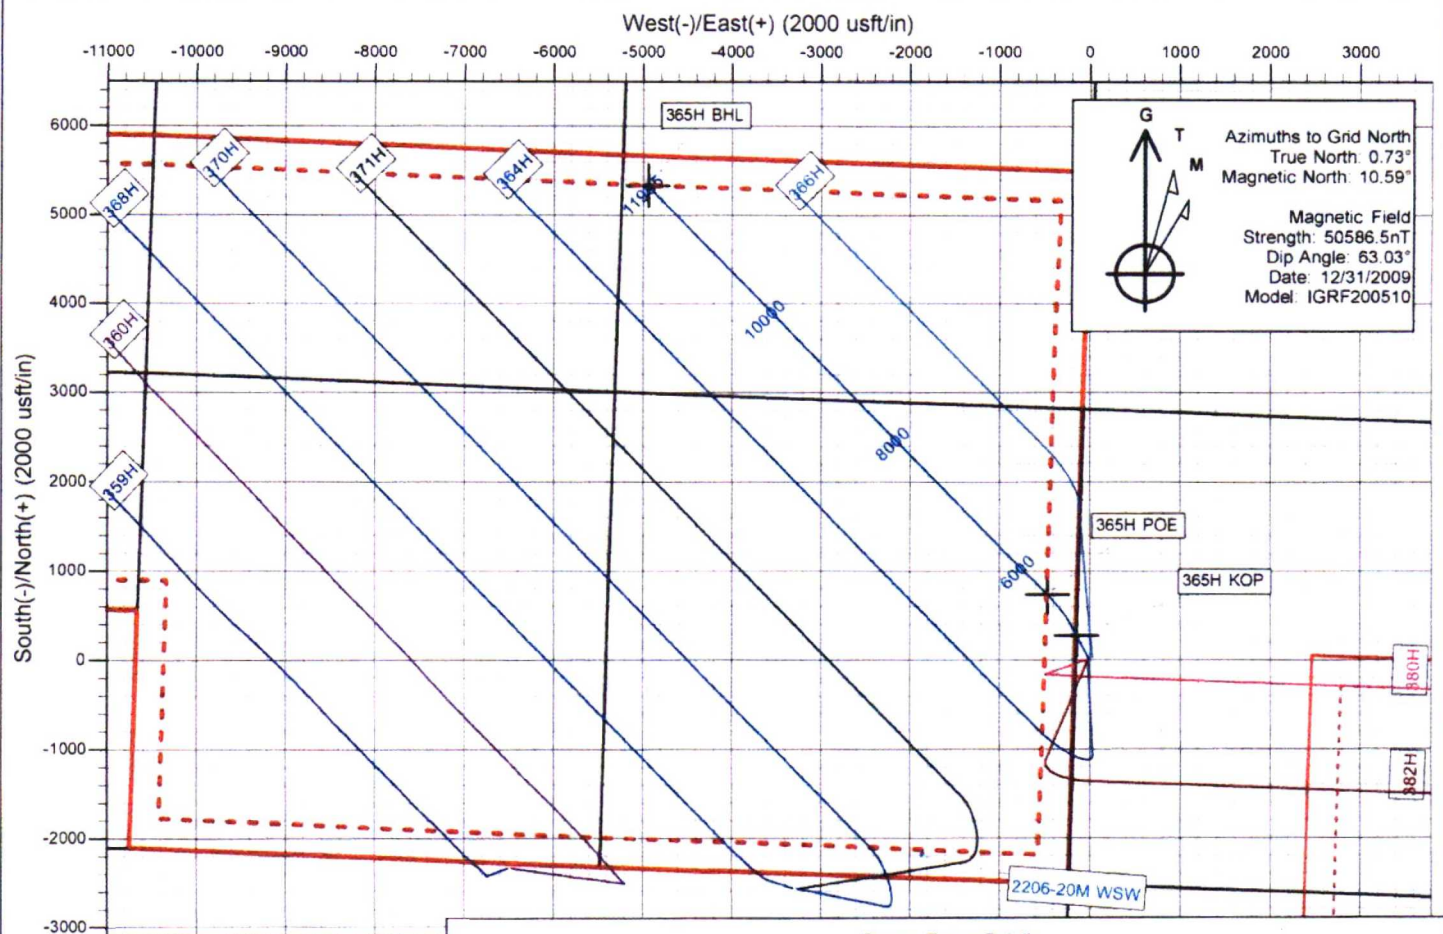 West(-)/East(+) (2000 usft/in)
-11000 -10000 -9000 -8000 -7000 -6000 -5000 -4000 -3000 -2000 -1000 0 1000 2000 3000
South(-)/North(+) (2000 usft/in)
6000
5000
4000
3000
2000
1000
0
-1000
-2000
-3000
365H BHL
G
T
M
Azimuths to Grid North
True North: 0.73°
Magnetic North: 10.59°
Magnetic Field
Strength: 50586.5nT
Dip Angle: 63.03°
Date: 12/31/2009
Model: IGRF200510
368H
370H
371H
364H
366H
360H
359H
10000
8000
6000
365H POE
365H KOP
380H
382H
2206-20M WSW